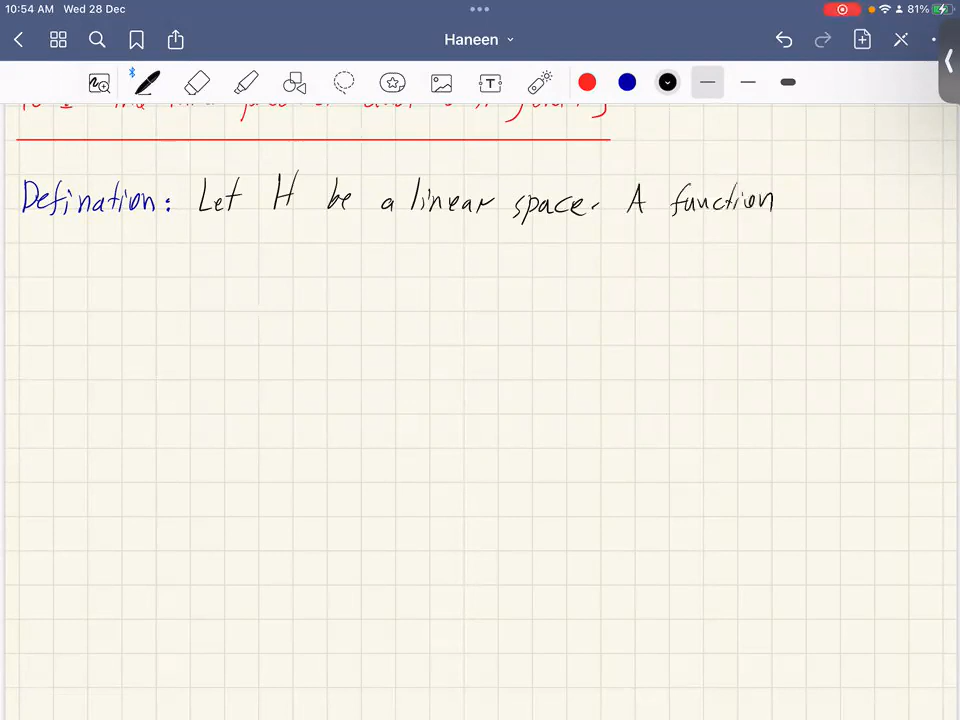 10:54 AM Wed 28 Dec
81%
Haneen
Defination: Let H be a linear space. A function